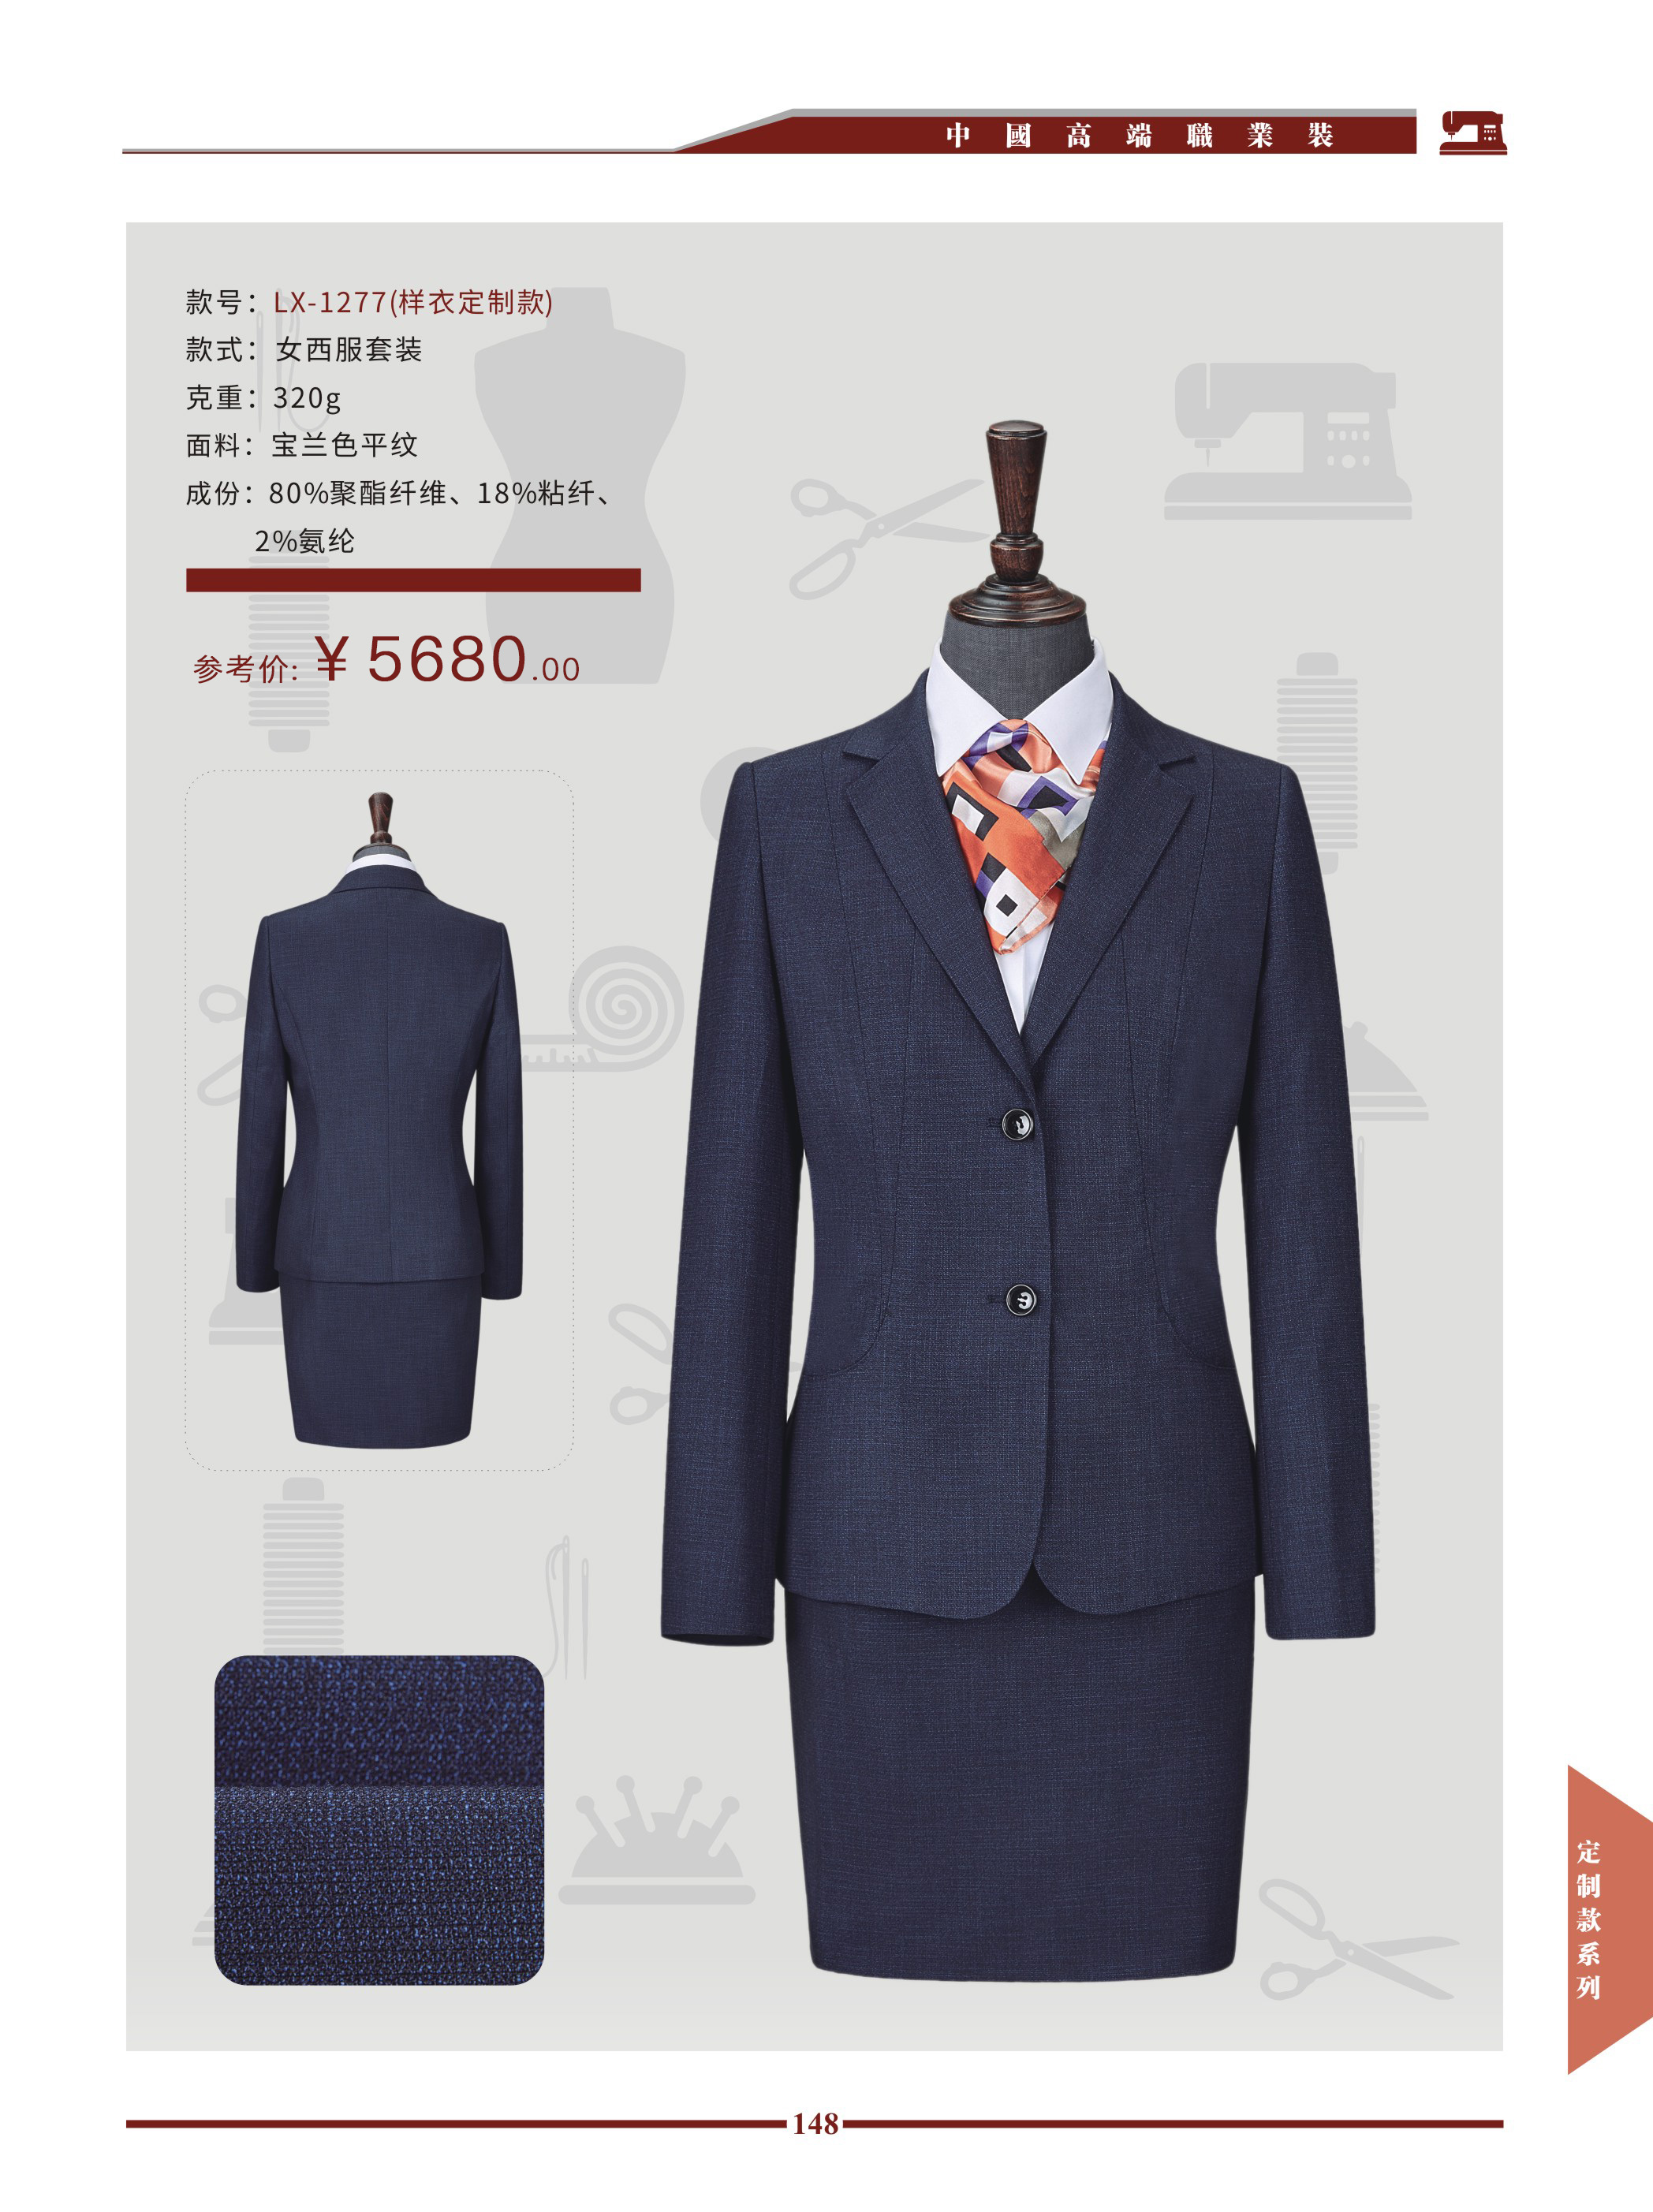 中國高端職業裝
款号：LX-1277(样衣定制款)
款式：女西服套装
克重：320g
面料：宝兰色平纹
成份：80%聚酯纤维、18%粘纤、
2%氨纶
参考价: ¥ 5680.00
定制款系列
148